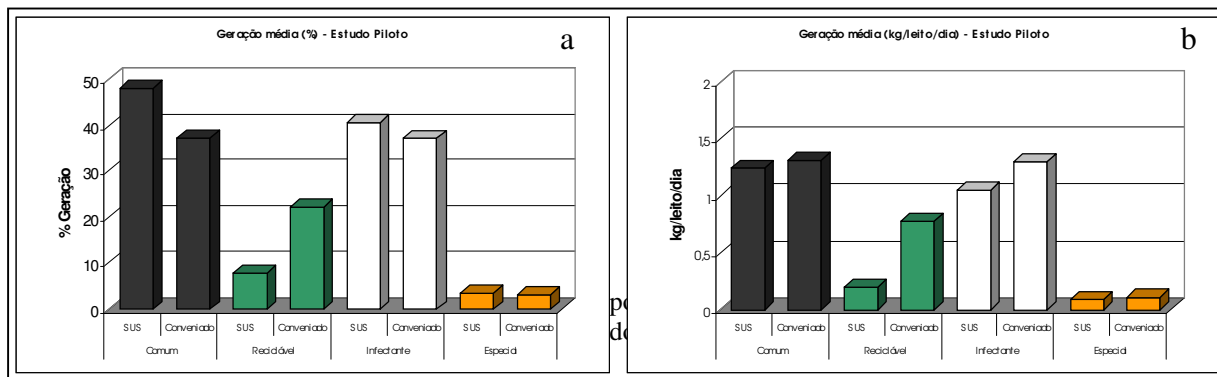 Geração média (%) - Estudo Piloto
a
50
40
30
20
10
0
% Geração
SUS Conveniado SUS Conveniado SUS Conveniado SUS Conveniado
Comum Reciclável Infectante Especial
po
do
Geração média (kg/leito/dia) - Estudo Piloto
b
2
1,5
1
0,5
0
kg/leito/dia
SUS Conveniado SUS Conveniado SUS Conveniado SUS Conveniado
Comum Reciclável Infectante Especial